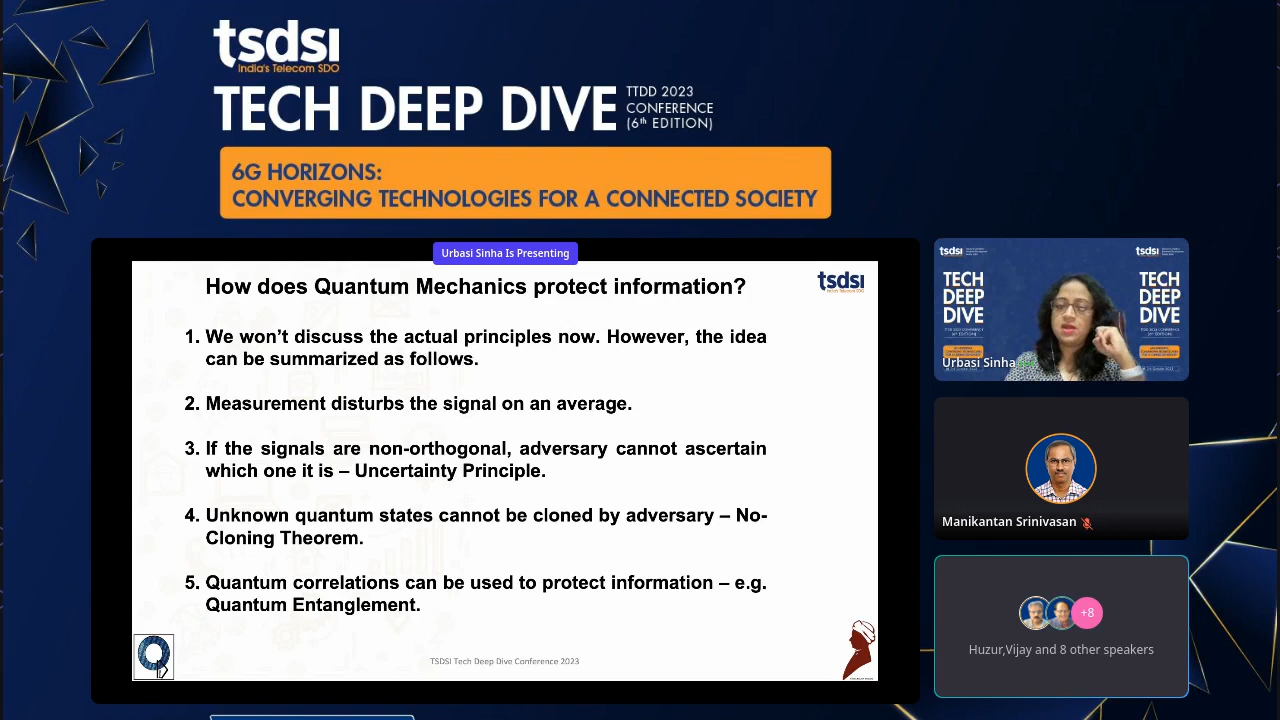 tsdsi
India's Telecom SDO
TECH DEEP DIVE
TTDD 2023
CONFERENCE
(6th EDITION)
6G HORIZONS:
CONVERGING TECHNOLOGIES FOR A CONNECTED SOCIETY
Urbasi Sinha Is Presenting
How does Quantum Mechanics protect information?
tsdsi
India's Telecom SDO
1. We won't discuss the actual principles now. However, the idea
can be summarized as follows.
2. Measurement disturbs the signal on an average.
3. If the signals are non-orthogonal, adversary cannot ascertain
which one it is – Uncertainty Principle.
4. Unknown quantum states cannot be cloned by adversary – No-
Cloning Theorem.
5. Quantum correlations can be used to protect information – e.g.
Quantum Entanglement.
TSDSI Tech Deep Dive Conference 2023
tsdsi
tsdsi
TECH
DEEP
DIVE
TECH
DEEP
DIVE
Urbasi Sinha
Manikantan Srinivasan
+8
Huzur,Vijay and 8 other speakers